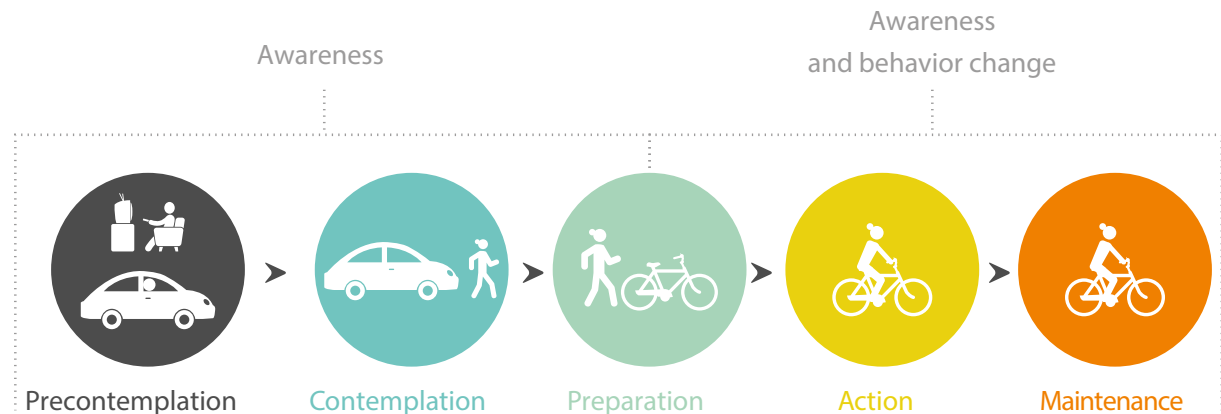 Awareness
Awareness
and behavior change
Precontemplation
Contemplation
Preparation
Action
Maintenance